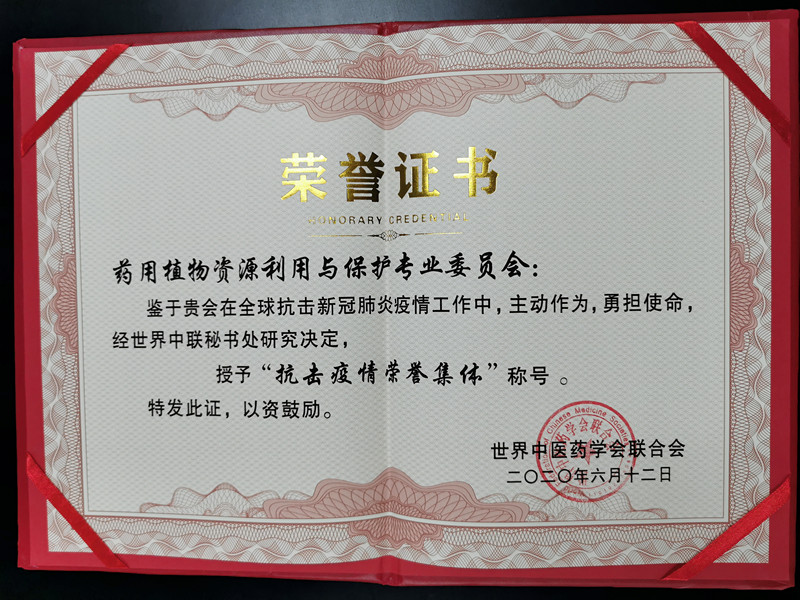 荣誉证书
HONORARY CREDENTIAL
药用植物资源利用与保护专业委员会：
鉴于贵会在全球抗击新冠肺炎疫情工作中，主动作为，勇担使命，
经世界中联秘书处研究决定，
授予“抗击疫情荣誉集体”称号。
特发此证，以资鼓励。
世界中医药学会联合会
二〇二〇年六月十二日